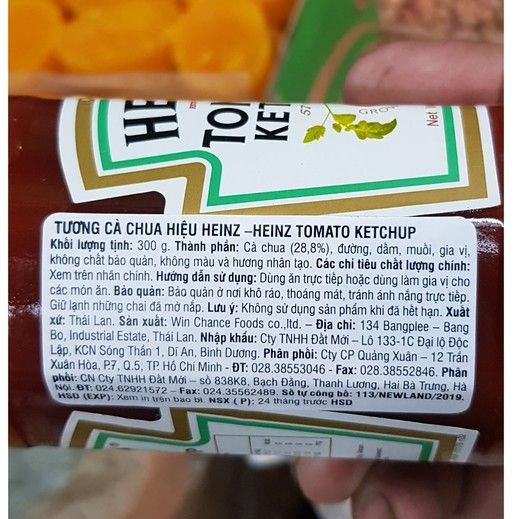 HE
TO
KET
57
GRO
Net
TƯƠNG CÀ CHUA HIỆU HEINZ –HEINZ TOMATO KETCHUP
Khối lượng tịnh: 300 g. Thành phần: Cà chua (28,8%), đường, dấm, muối, gia vị,
không chất bảo quản, không màu và hương nhân tạo. Các chỉ tiêu chất lượng chính:
Xem trên nhãn chính. Hướng dẫn sử dụng: Dùng ăn trực tiếp hoặc dùng làm gia vị cho
các món ăn. Bảo quản: Bảo quản ở nơi khô ráo, thoáng mát, tránh ánh nắng trực tiếp.
Giữ lạnh những chai đã mở nắp. Lưu ý: Không sử dụng sản phẩm khi đã hết hạn. Xuất
xứ: Thái Lan. Sản xuất: Win Chance Foods co.,ltd. – Địa chỉ: 134 Bangplee – Bang
Bo, Industrial Estate, Thái Lan. Nhập khẩu: Cty TNHH Đất Mới – Lô 133-1C Đại lộ Độc
Lập, KCN Sóng Thần 1, Dĩ An, Bình Dương. Phân phối: Cty CP Quảng Xuân – 12 Trần
Xuân Hòa, P.7, Q.5, TP Hồ Chí Minh - ĐT: 028.38553046 - Fax: 028.38552846. Phân
phối: CN Cty TNHH Đất Mới – số 838K8, Bạch Đằng, Thanh Lương, Hai Bà Trưng, Hà
Nội. ĐT: 024.62921572 – Fax: 024.35562489. Số tự công bố: 113/NEWLAND/2019.
HSD (EXP): Xem in trên bao bì. NSX ( P): 24 tháng trước HSD